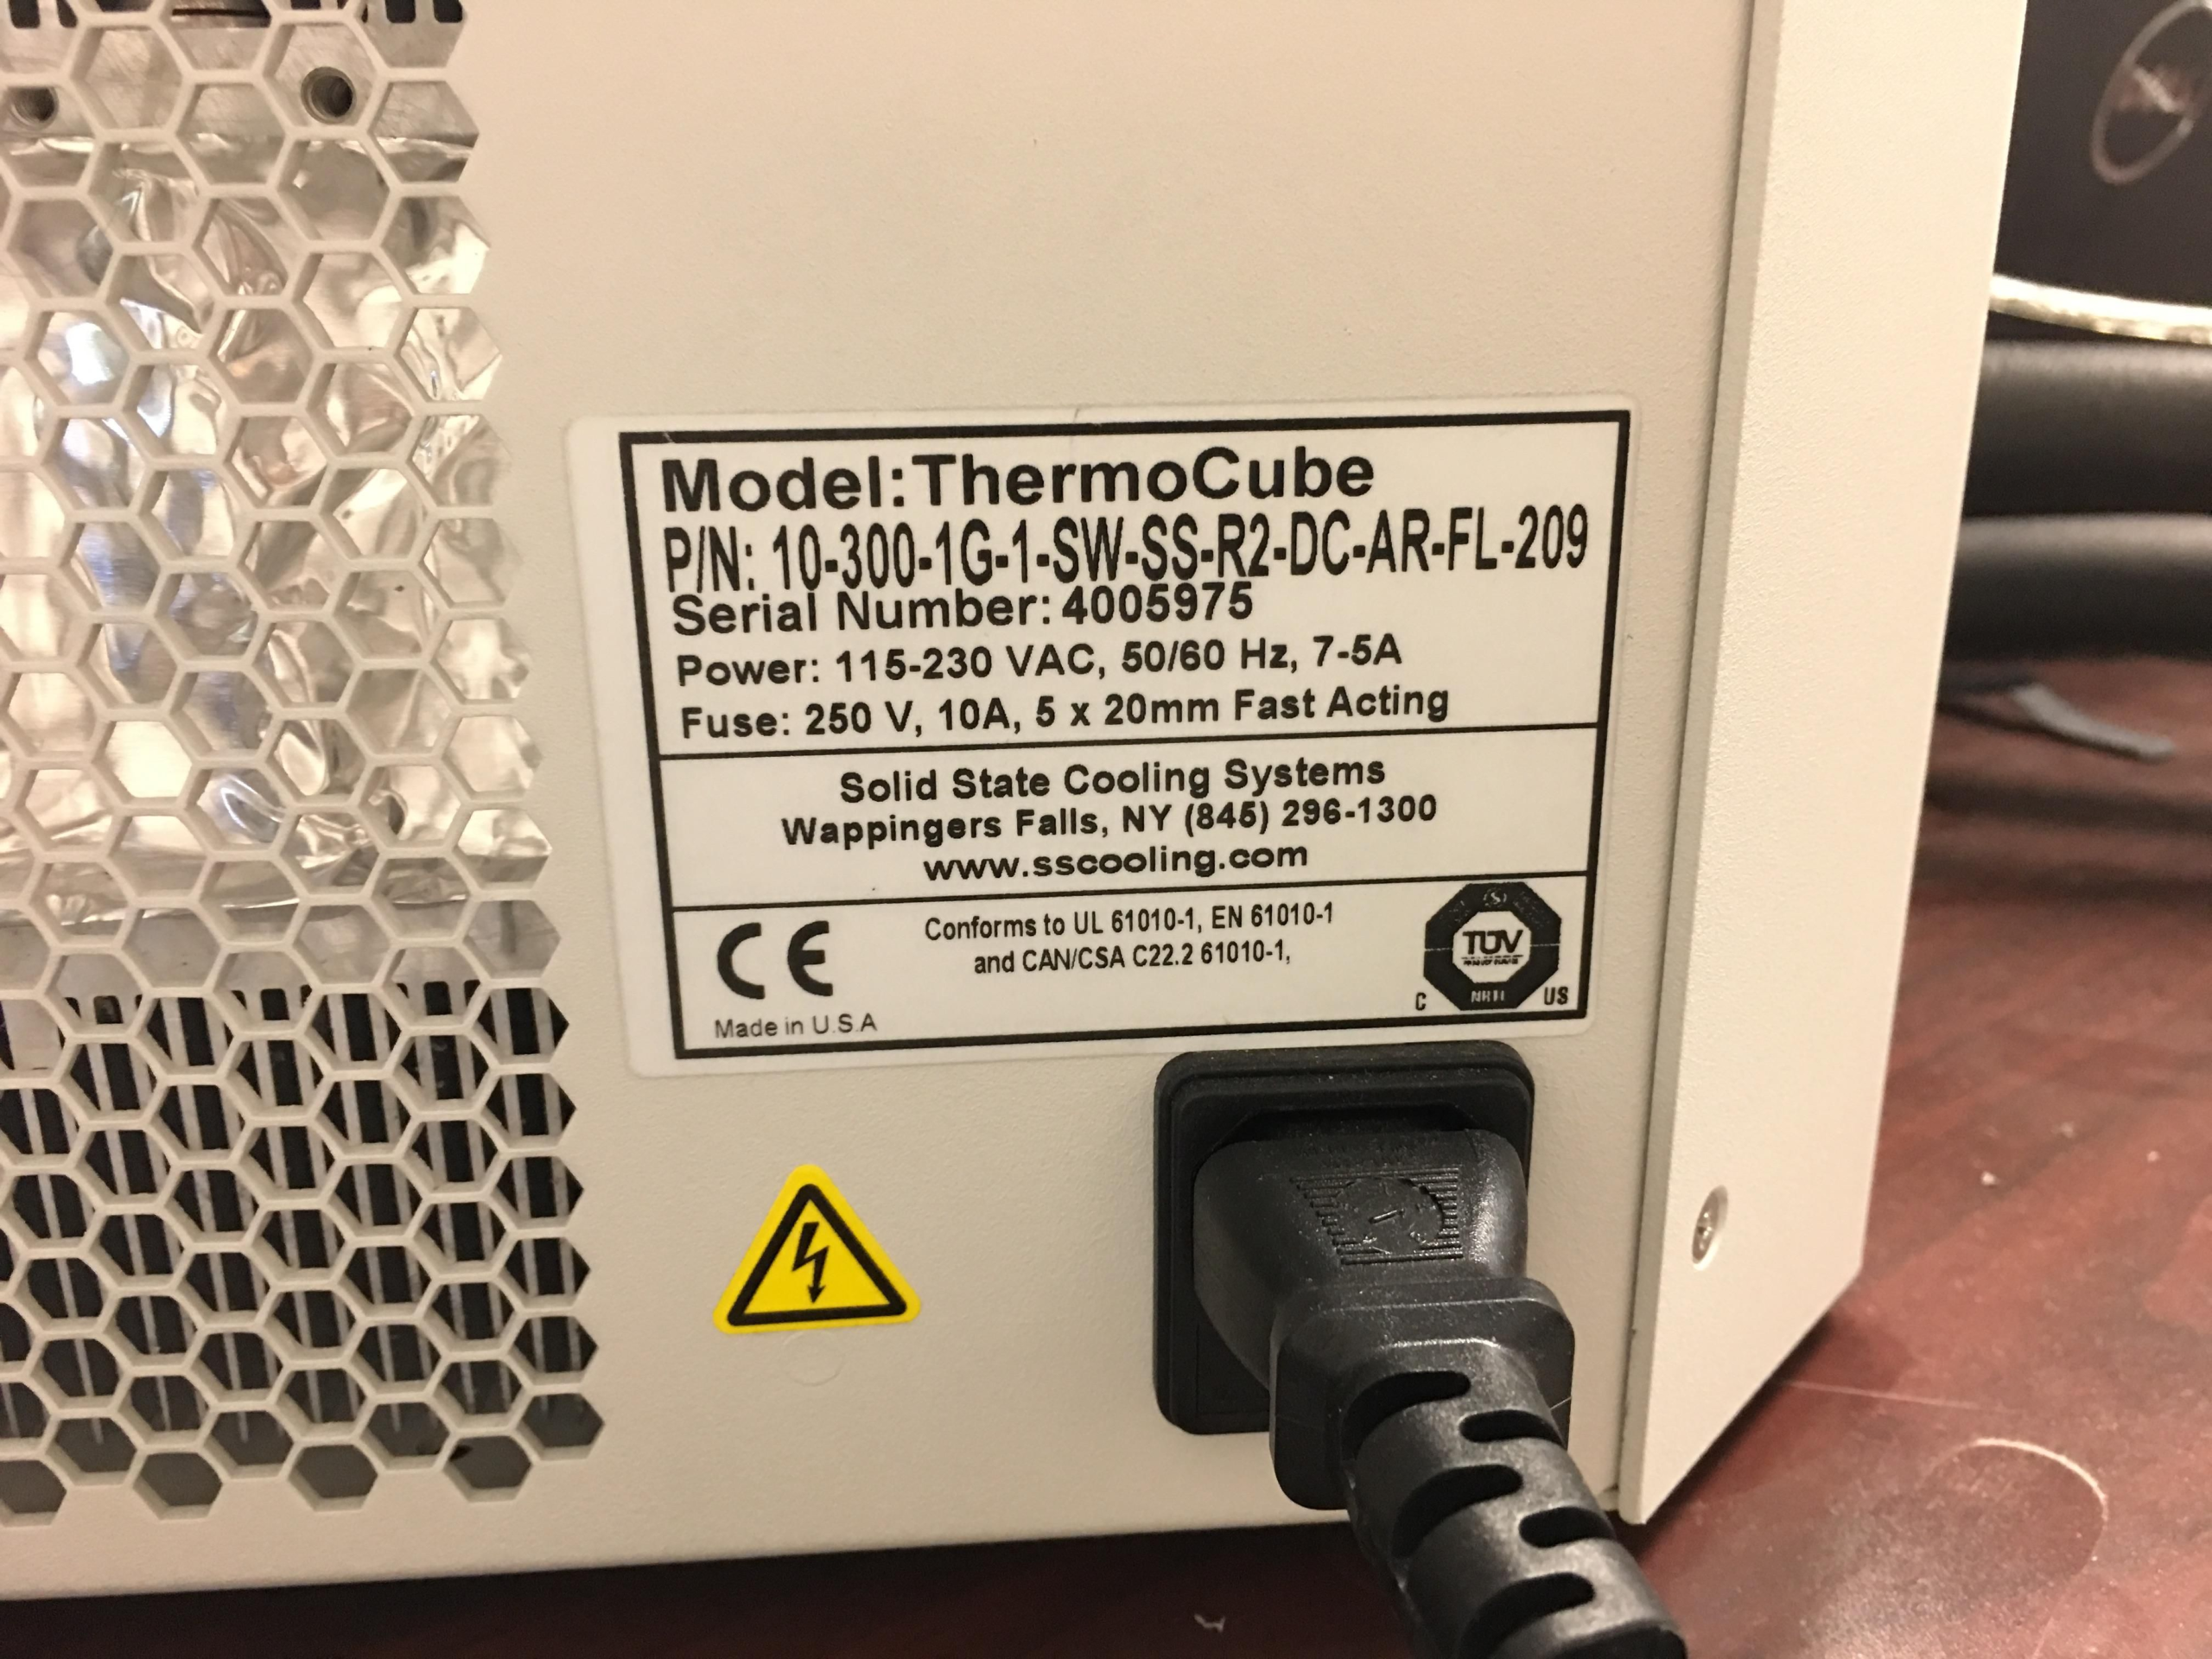 Model:ThermoCube
P/N: 10-300-1G-1-SW-SS-R2-DC-AR-FL-209
Serial Number: 4005975
Power: 115-230 VAC, 50/60 Hz, 7-5A
Fuse: 250 V, 10A, 5 x 20mm Fast Acting
Solid State Cooling Systems
Wappingers Falls, NY (845) 296-1300
www.sscooling.com
CE
Conforms to UL 61010-1, EN 61010-1
and CAN/CSA C22.2 61010-1,
Made in U.S.A
TUV
C
US